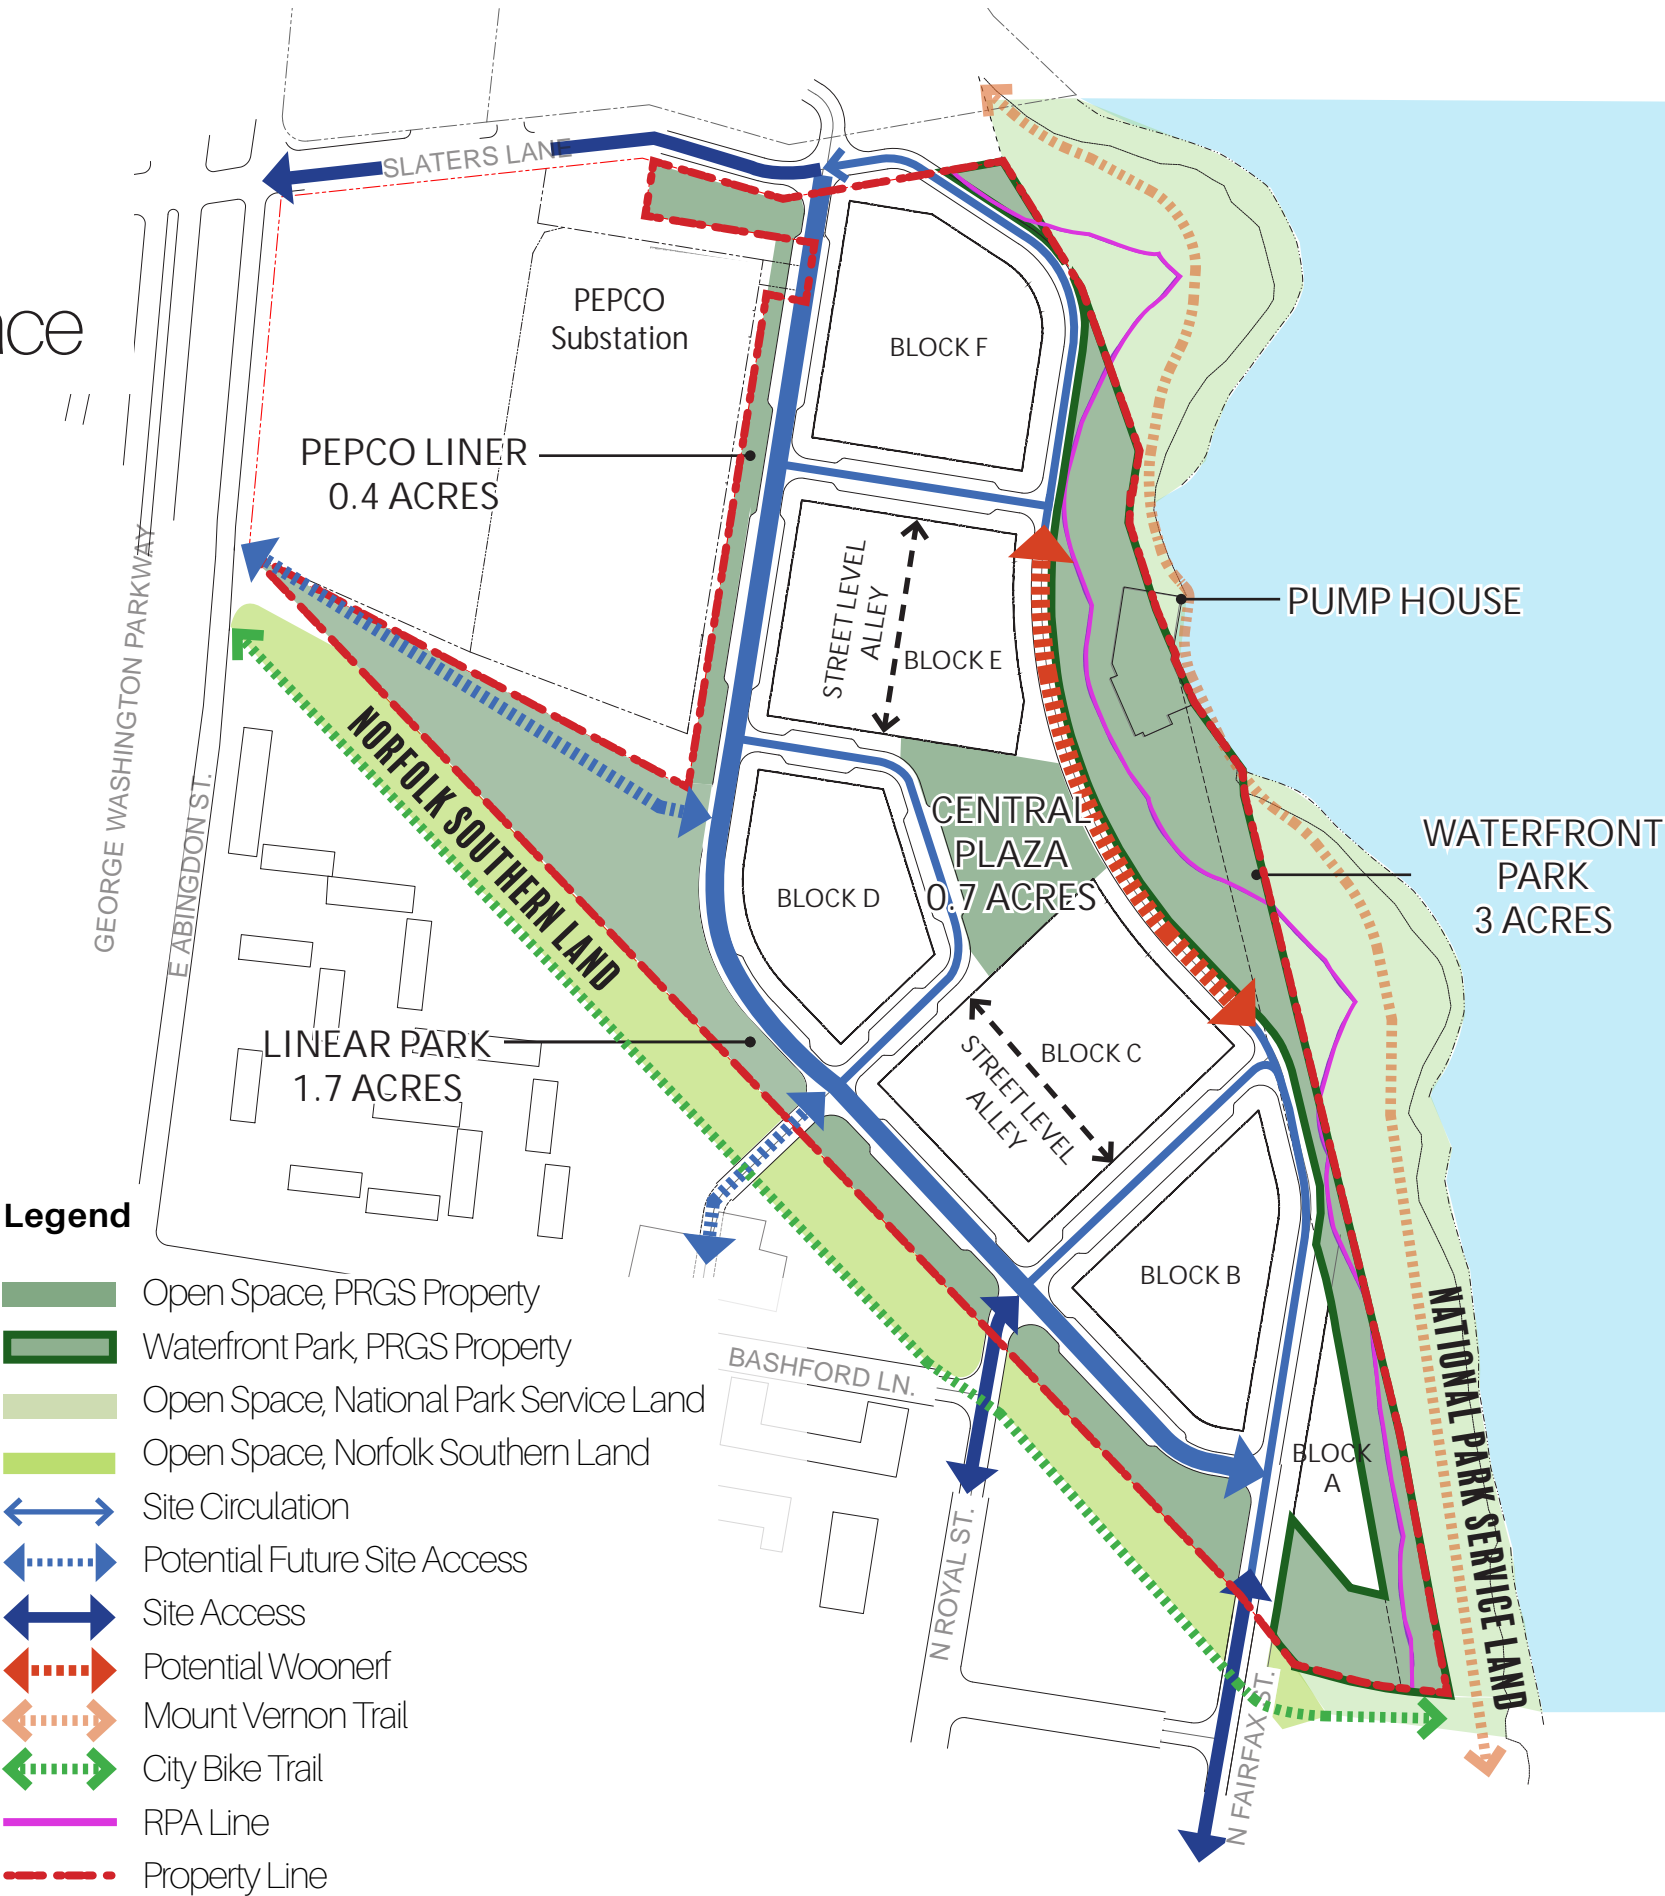 SLATERS LANE
PEPCO
Substation
BLOCK F
PEPCO LINER
0.4 ACRES
STREET LEVEL
ALLEY
BLOCK E
PUMP HOUSE
GEORGE WASHINGTON PARKWAY
E ABINGDON ST.
NORFOLK SOUTHERN LAND
CENTRAL
PLAZA
0.7 ACRES
WATERFRONT
PARK
3 ACRES
BLOCK D
LINEAR PARK
1.7 ACRES
BLOCK C
STREET LEVEL
ALLEY
BLOCK B
BASHFORD LN.
BLOCK
A
N ROYAL ST.
N FAIRFAX ST.
NATIONAL PARK SERVICE LAND
Legend
Open Space, PRGS Property
Waterfront Park, PRGS Property
Open Space, National Park Service Land
Open Space, Norfolk Southern Land
Site Circulation
Potential Future Site Access
Site Access
Potential Woonerf
Mount Vernon Trail
City Bike Trail
RPA Line
Property Line